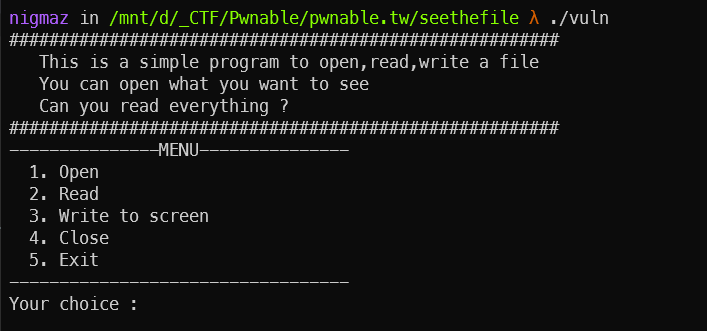 nigmaz in /mnt/d/_CTF/Pwnable/pwnable.tw/seethefile λ ./vuln
#######################################################
   This is a simple program to open,read,write a file
   You can open what you want to see
   Can you read everything ?
#######################################################
---------------MENU---------------
  1. Open
  2. Read
  3. Write to screen
  4. Close
  5. Exit
----------------------------------
Your choice :